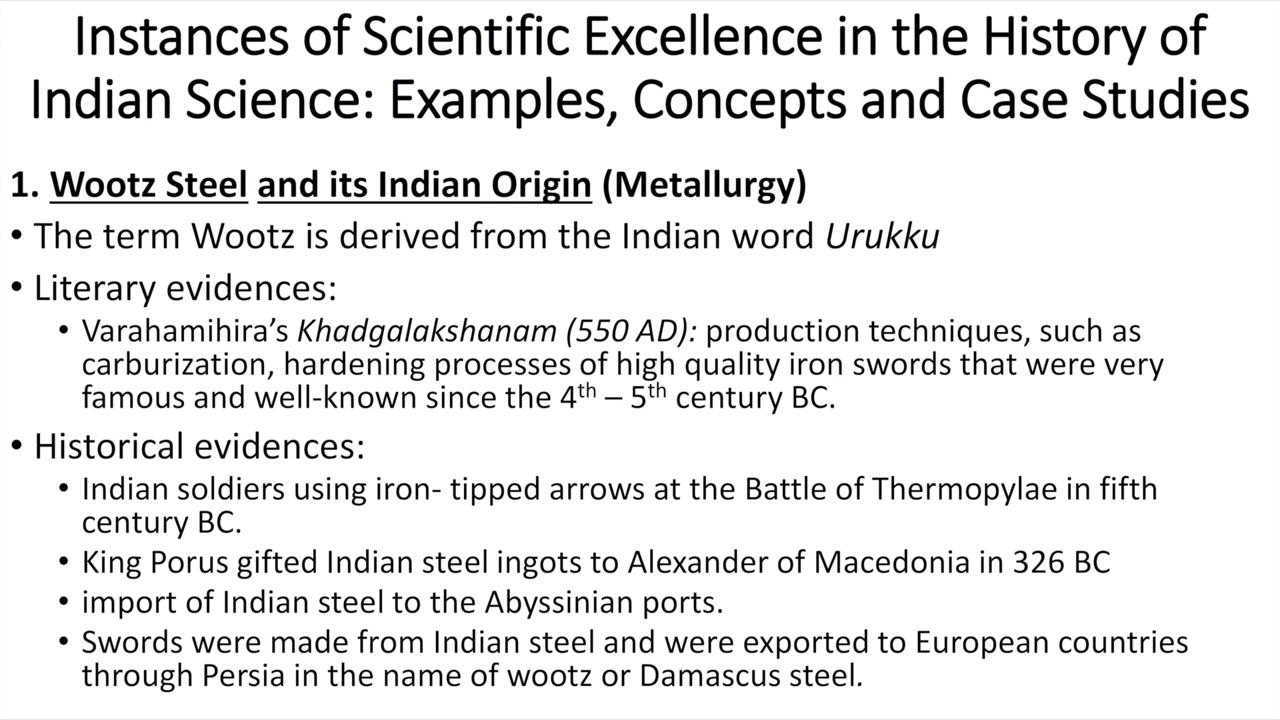 Instances of Scientific Excellence in the History of
Indian Science: Examples, Concepts and Case Studies
1. Wootz Steel and its Indian Origin (Metallurgy)
• The term Wootz is derived from the Indian word Urukku
• Literary evidences:
• Varahamihira’s Khadgalakshanam (550 AD): production techniques, such as
carburization, hardening processes of high quality iron swords that were very
famous and well-known since the 4th – 5th century BC.
• Historical evidences:
• Indian soldiers using iron- tipped arrows at the Battle of Thermopylae in fifth
century BC.
• King Porus gifted Indian steel ingots to Alexander of Macedonia in 326 BC
• import of Indian steel to the Abyssinian ports.
• Swords were made from Indian steel and were exported to European countries
through Persia in the name of wootz or Damascus steel.